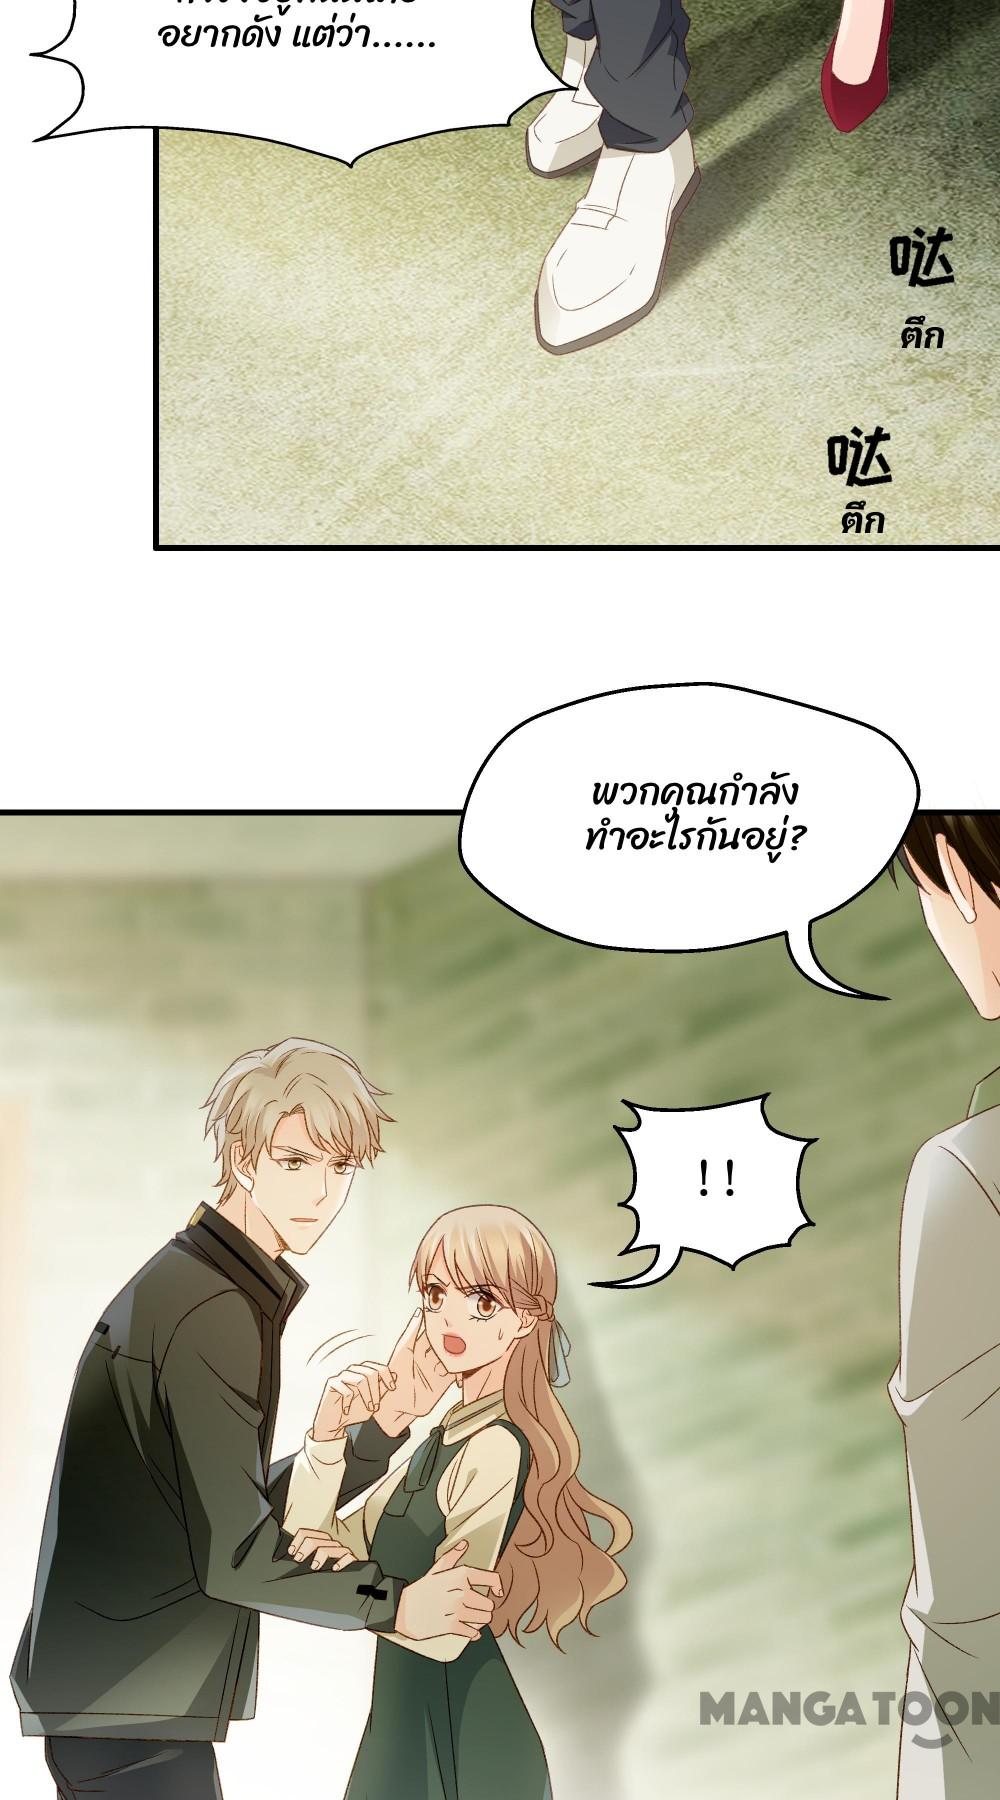 อยากดัง แต่ว่า......
哒
ตึก
哒
ตึก
พวกคุณกำลัง
ทำอะไรกันอยู่?
!!
MANGATOON